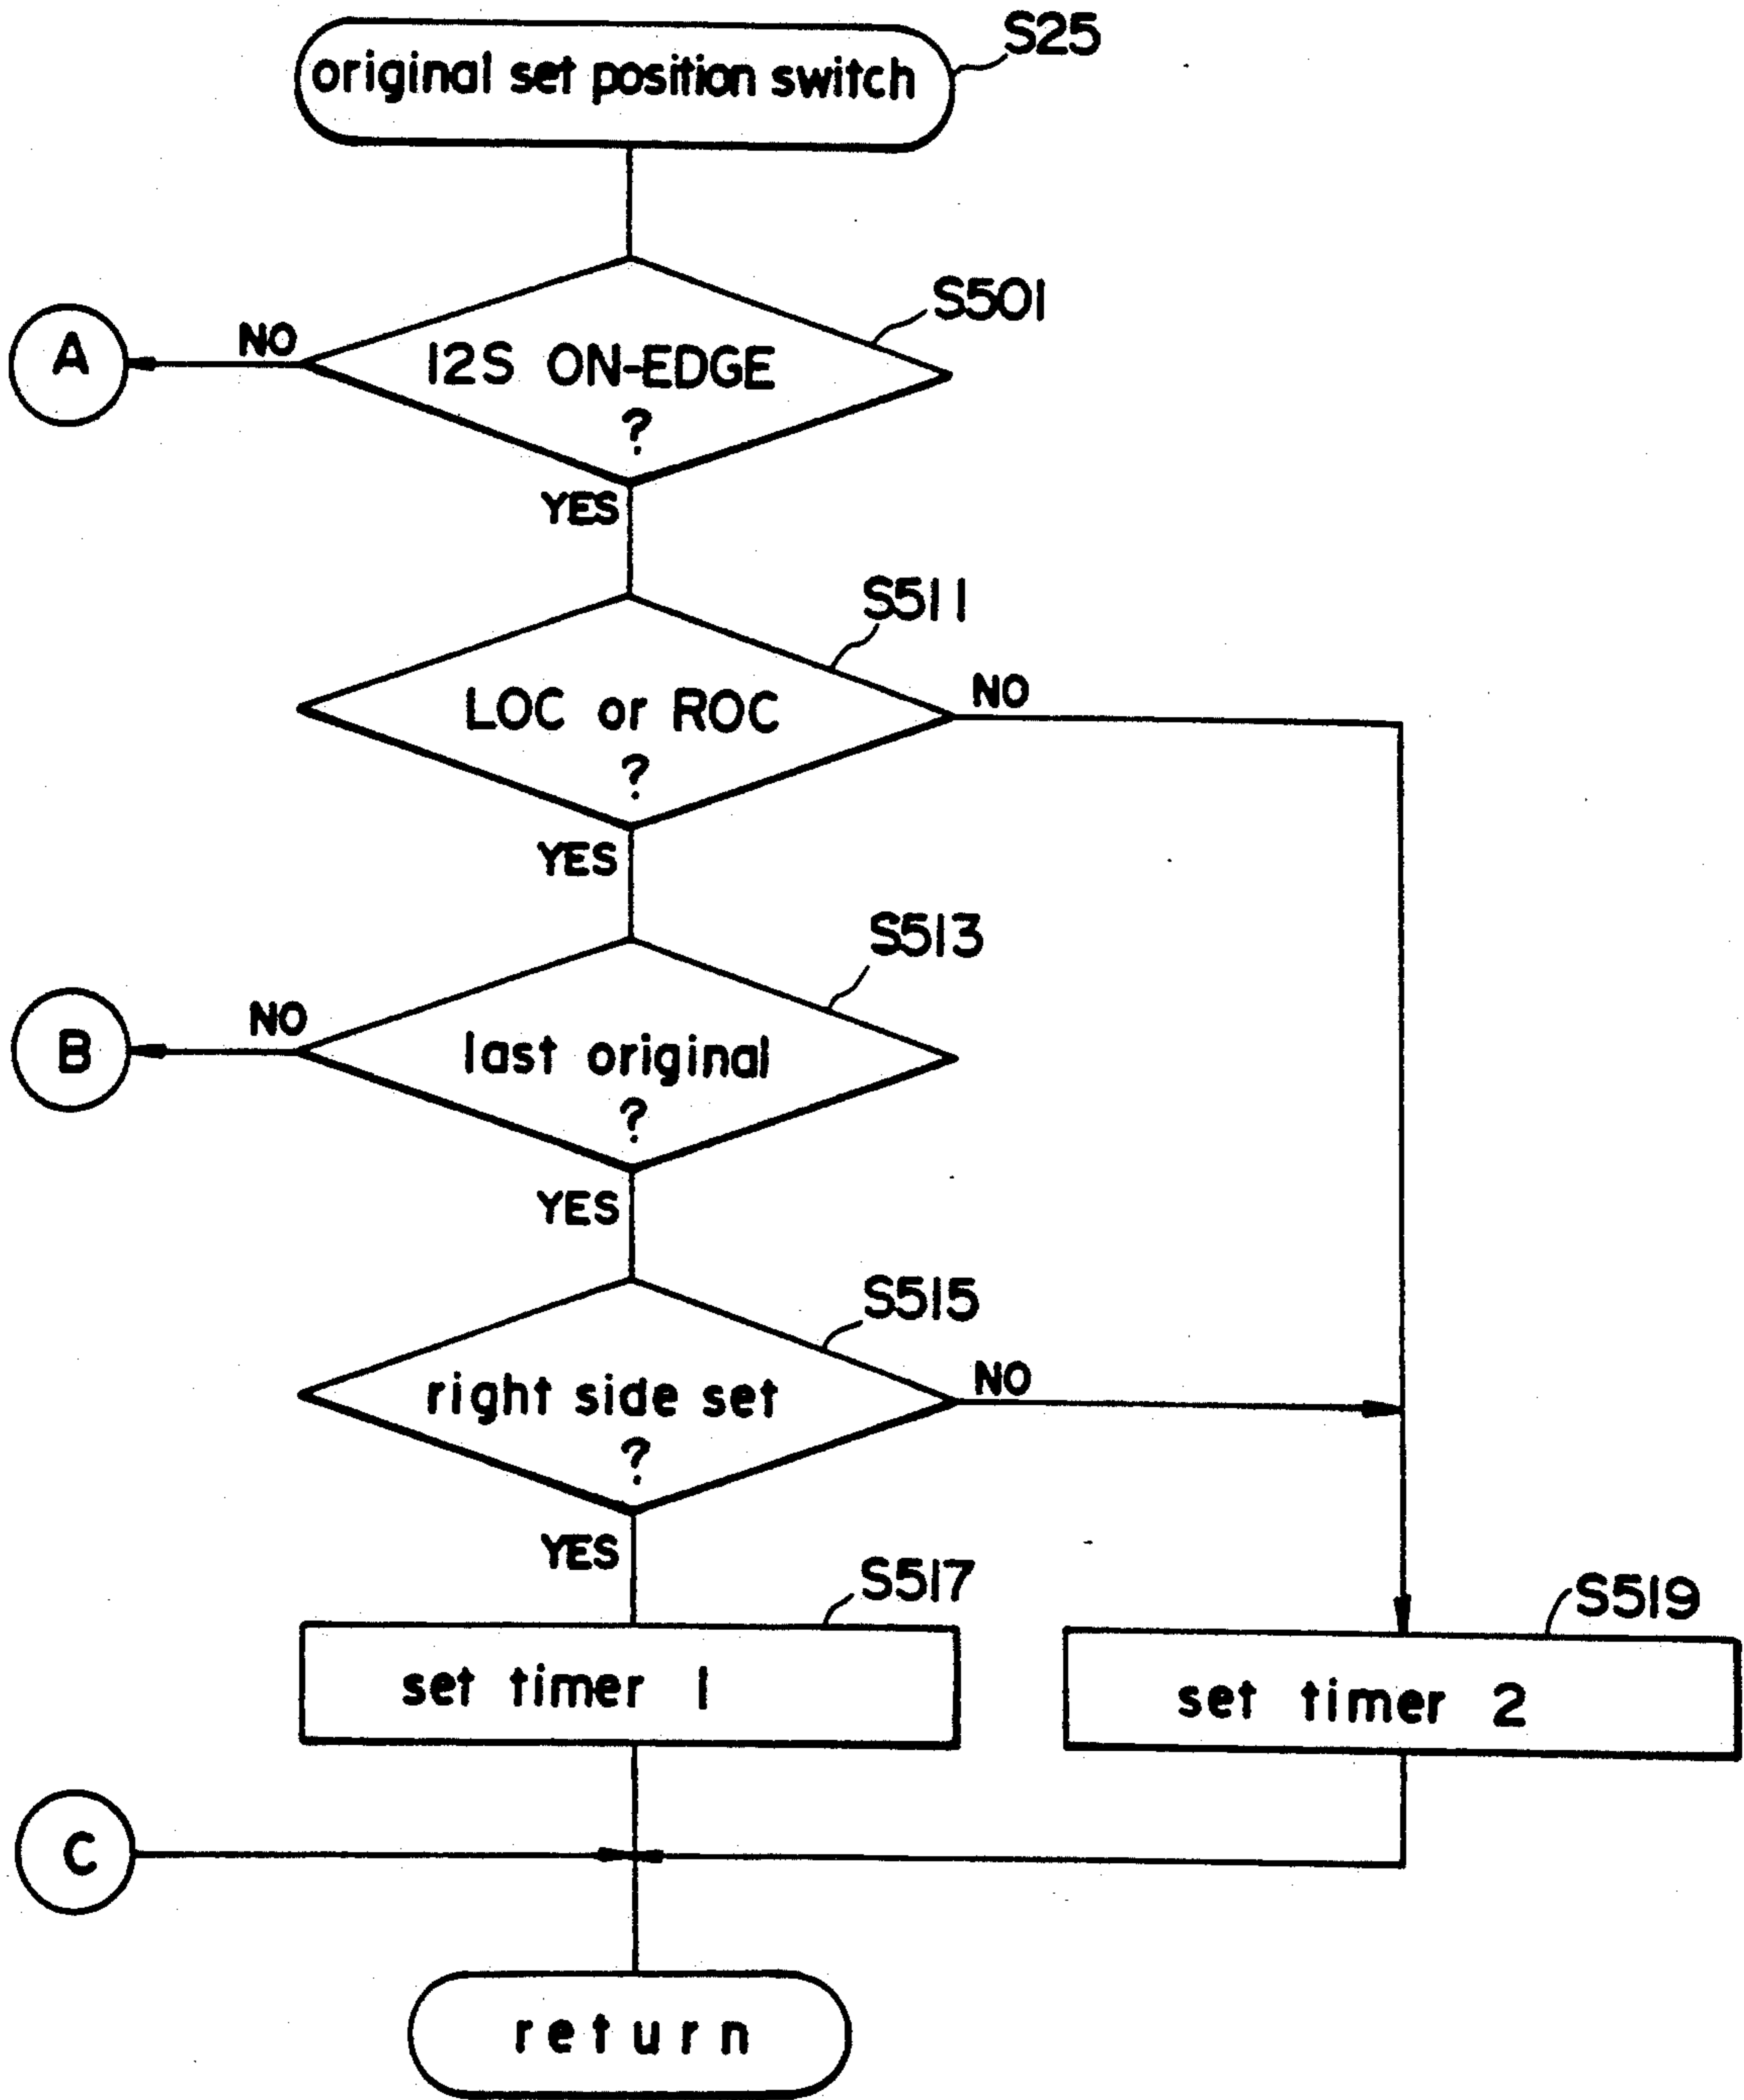 original set position switch
S25
A
NO
12S ON-EDGE
?
S501
YES
LOC or ROC
?
S511
NO
YES
B
NO
last original
?
S513
YES
right side set
?
S515
NO
YES
set timer 1
S517
set timer 2
S519
C
return